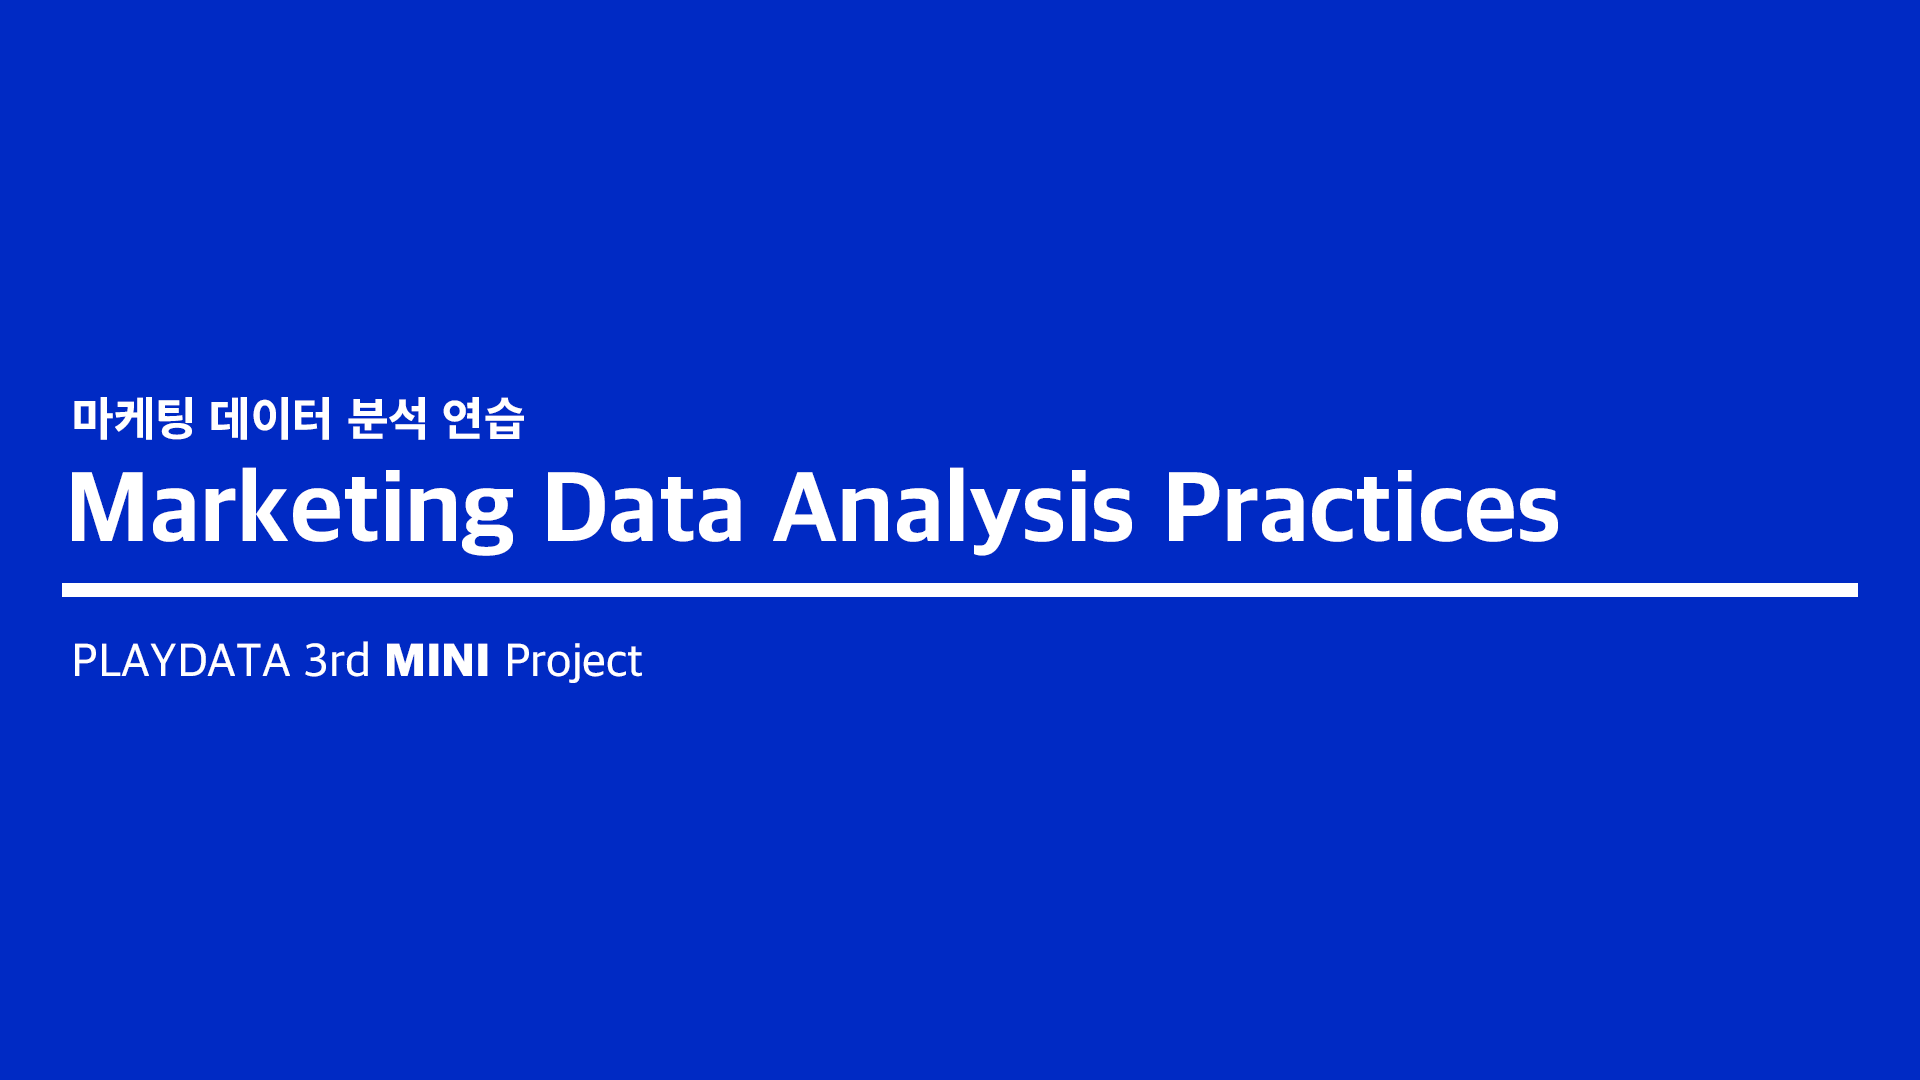 마케팅 데이터 분석 연습
Marketing Data Analysis Practices
PLAYDATA 3rd MINI Project